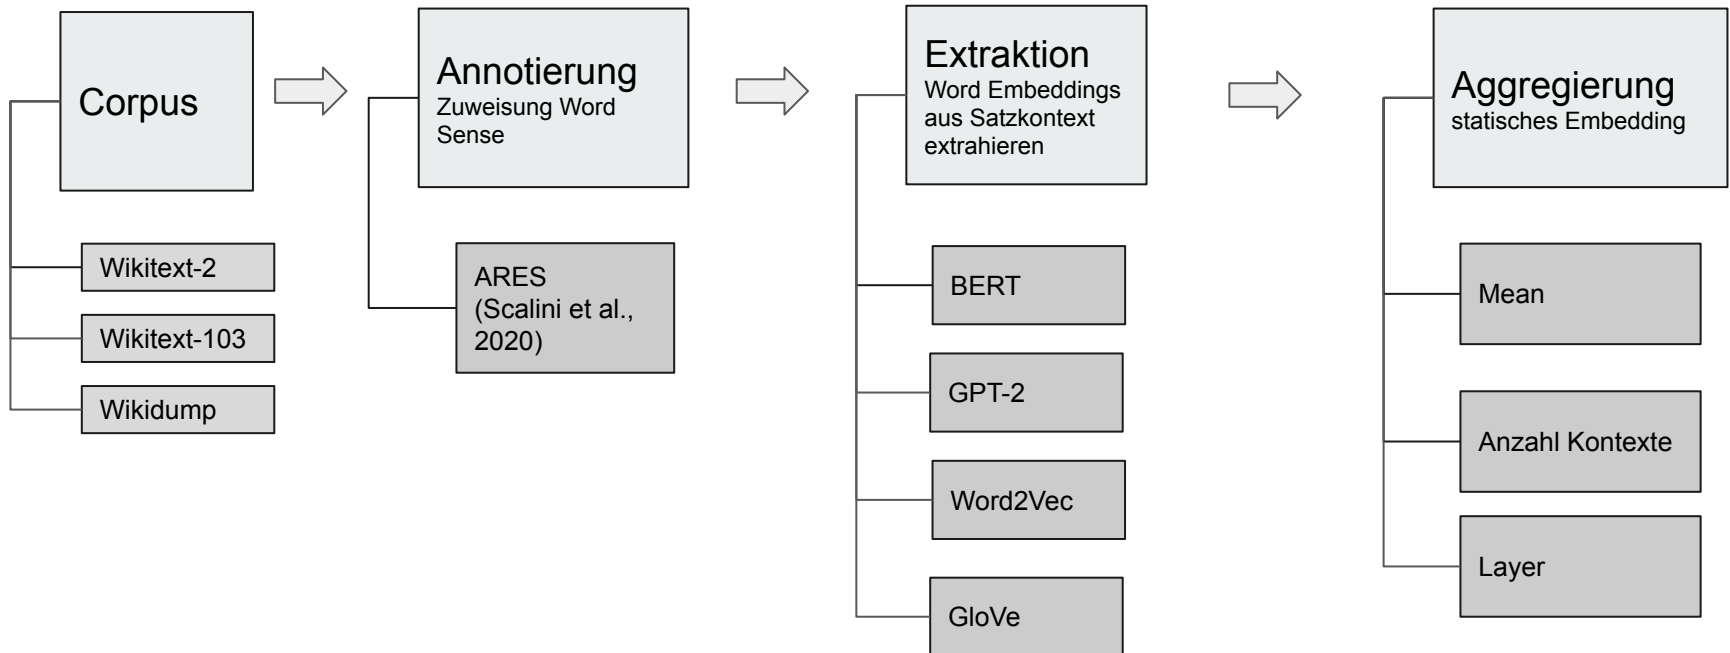 Corpus
Wikitext-2
Wikitext-103
Wikidump
Annotierung
Zuweisung Word
Sense
ARES
(Scalini et al.,
2020)
Extraktion
Word Embeddings
aus Satzkontext
extrahieren
BERT
GPT-2
Word2Vec
GloVe
Aggregierung
statisches Embedding
Mean
Anzahl Kontexte
Layer